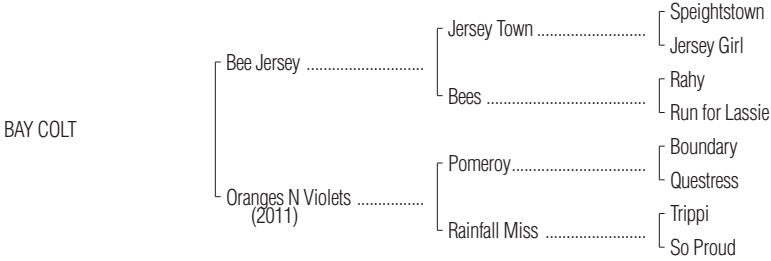 Speightstown
Jersey Town ..........................
Jersey Girl
Bee Jersey ............................
Rahy
Bees ......................................
Run for Lassie
BAY COLT
Boundary
Pomeroy................................
Questress
Oranges N Violets ................
(2011)
Trippi
Rainfall Miss ........................
So Proud